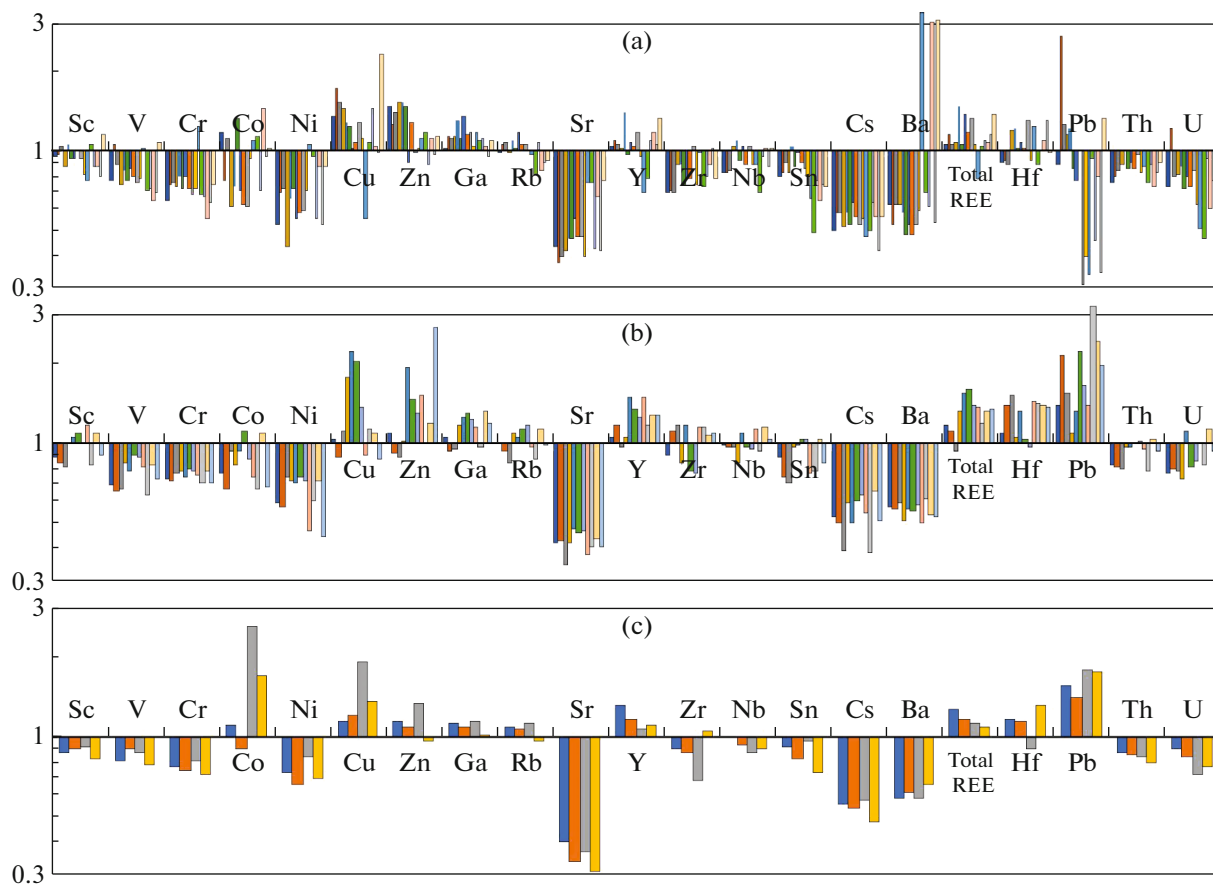 3
(a)
Sc V Cr Co Ni Sr Cs Ba Pb Th U
1
Cu Zn Ga Rb Y Zr Nb Sn Total REE Hf
0.3
3
(b)
Sc V Cr Co Ni Sr Cs Ba Th U
1
Cu Zn Ga Rb Y Zr Nb Sn Total REE Hf Pb
0.3
3
(c)
Sc V Cr Ni Sr Zr Nb Sn Cs Ba Th U
1
Co Cu Zn Ga Rb Y Total REE Hf Pb
0.3